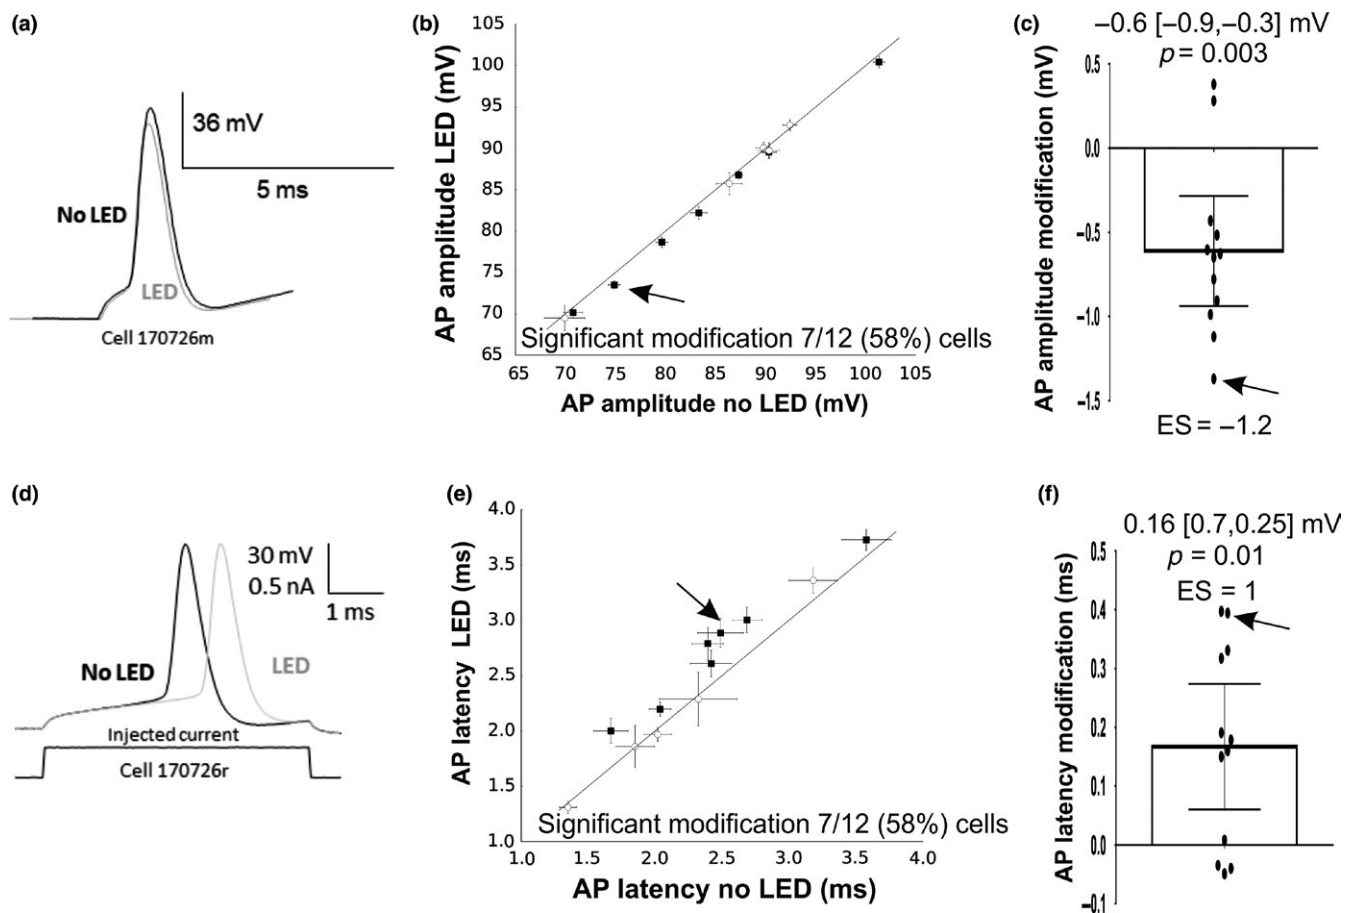 (a)
36 mV
5 ms
No LED
LED
Cell 170726m
(b)
AP amplitude LED (mV)
105
100
95
90
85
80
75
70
65
Significant modification 7/12 (58%) cells
65 70 75 80 85 90 95 100 105
AP amplitude no LED (mV)
(c)
−0.6 [−0.9,−0.3] mV
p = 0.003
AP amplitude modification (mV)
0.5
0.0
−0.5
−1.0
−1.5
ES = −1.2
(d)
30 mV
0.5 nA
1 ms
No LED
LED
Injected current
Cell 170726r
(e)
AP latency LED (ms)
4.0
3.5
3.0
2.5
2.0
1.5
1.0
Significant modification 7/12 (58%) cells
1.0 1.5 2.0 2.5 3.0 3.5 4.0
AP latency no LED (ms)
(f)
0.16 [0.7,0.25] mV
p = 0.01
ES = 1
AP latency modification (ms)
0.5
0.4
0.3
0.2
0.1
0.0
−0.1